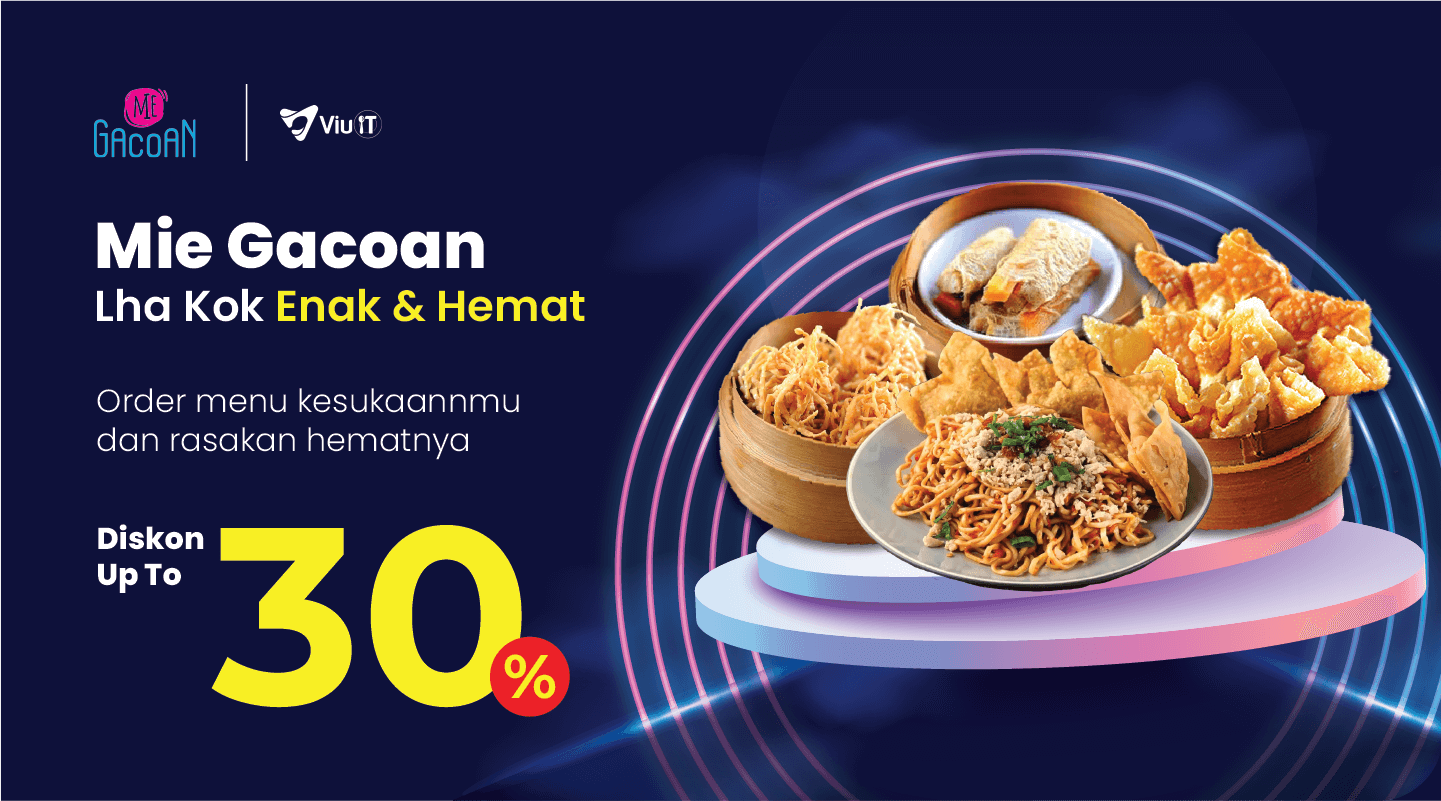 MIE
GACOAN
Viu iT
Mie Gacoan
Lha Kok Enak & Hemat
Order menu kesukaannmu
dan rasakan hematnya
Diskon
Up To
30%